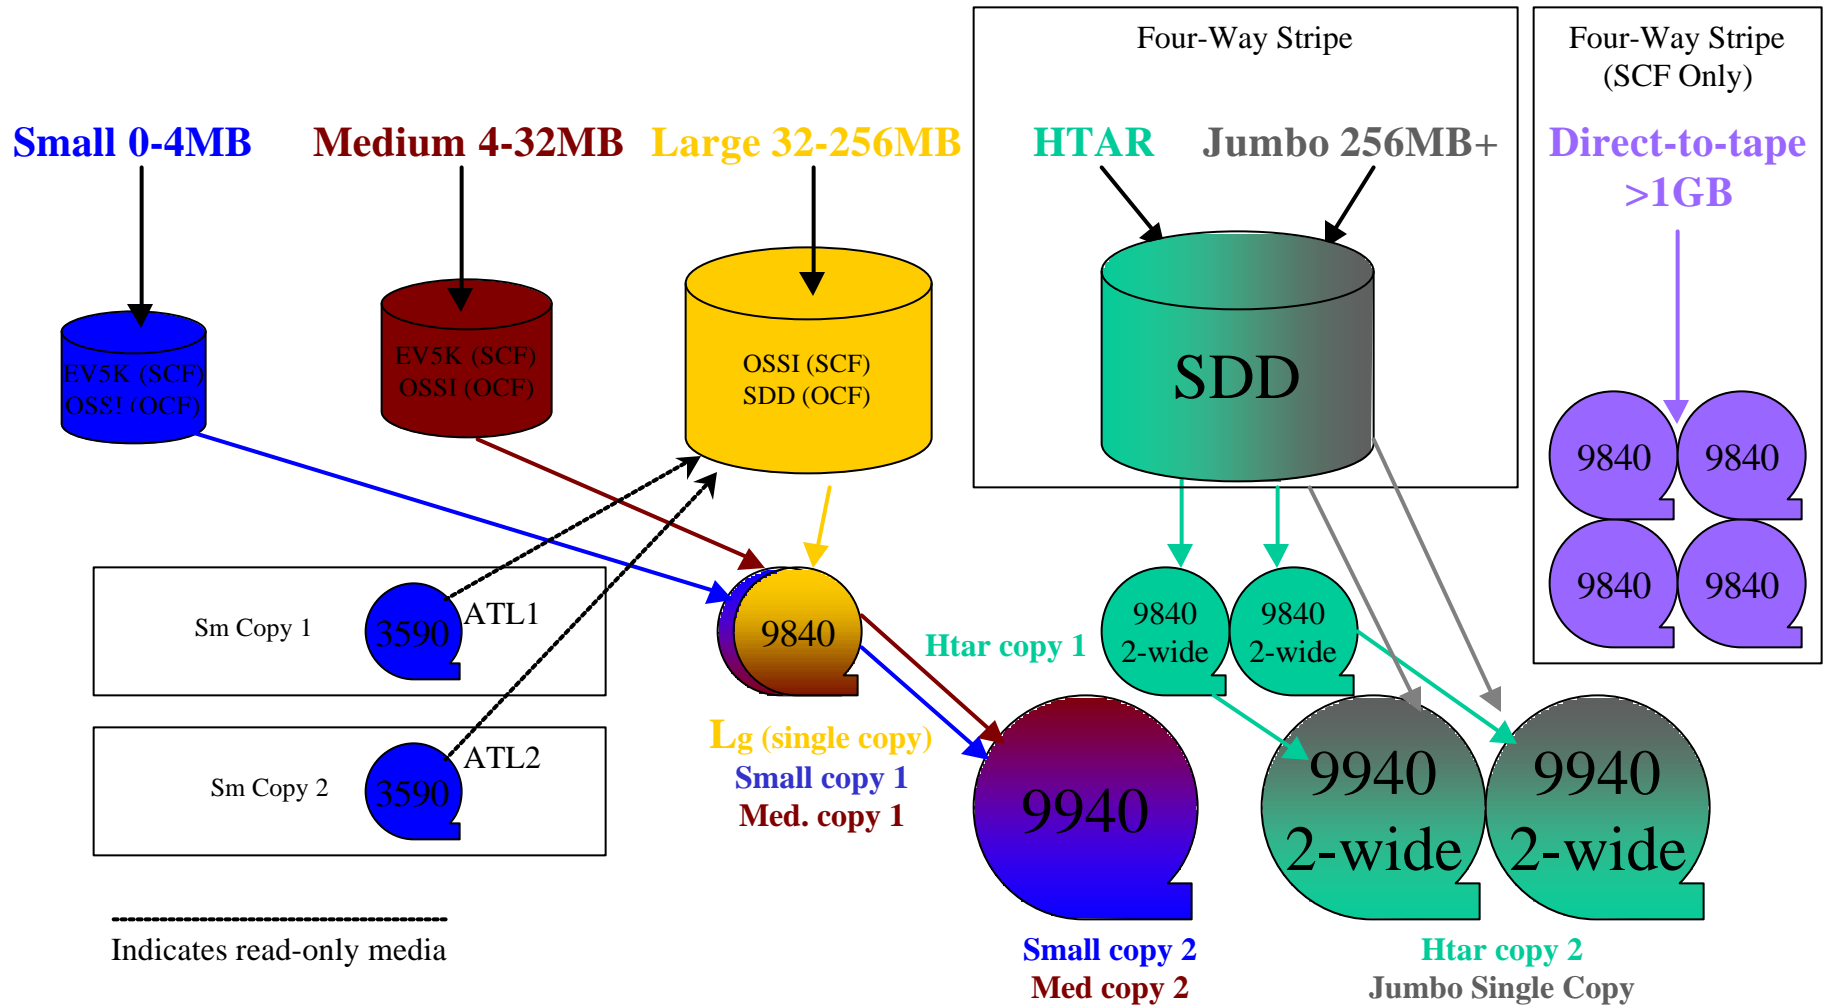 Four-Way Stripe
Four-Way Stripe
(SCF Only)
Small 0-4MB
Medium 4-32MB
Large 32-256MB
HTAR
Jumbo 256MB+
Direct-to-tape
>1GB
EV5K (SCF)
OSSI (OCF)
EV5K (SCF)
OSSI (OCF)
OSSI (SCF)
SDD (OCF)
SDD
9840
9840
9840
9840
Sm Copy 1
3590
ATL1
Sm Copy 2
3590
ATL2
9840
Lg (single copy)
Small copy 1
Med. copy 1
Htar copy 1
9840
2-wide
9840
2-wide
9940
9940
2-wide
9940
2-wide
Indicates read-only media
Small copy 2
Med copy 2
Htar copy 2
Jumbo Single Copy